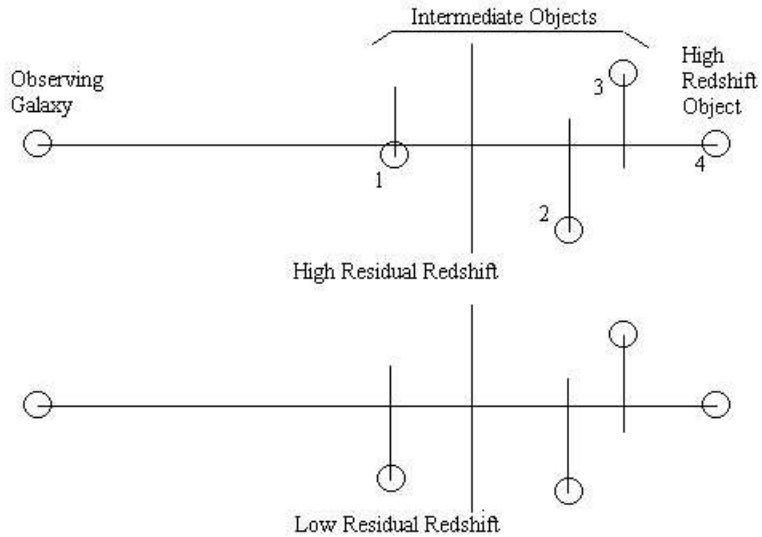 Intermediate Objects
Observing
Galaxy
High
Redshift
Object
3
1
4
2
High Residual Redshift
Low Residual Redshift